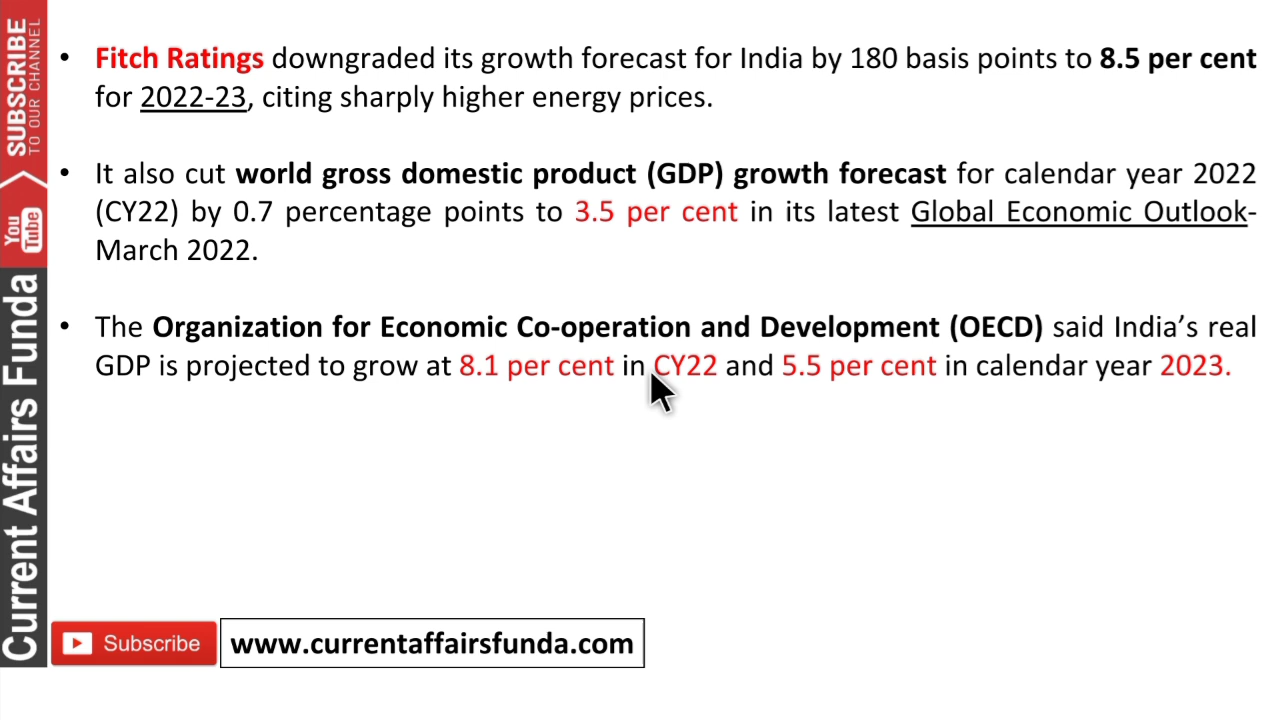 • Fitch Ratings downgraded its growth forecast for India by 180 basis points to 8.5 per cent
for 2022-23, citing sharply higher energy prices.
• It also cut world gross domestic product (GDP) growth forecast for calendar year 2022
(CY22) by 0.7 percentage points to 3.5 per cent in its latest Global Economic Outlook-
March 2022.
• The Organization for Economic Co-operation and Development (OECD) said India’s real
GDP is projected to grow at 8.1 per cent in CY22 and 5.5 per cent in calendar year 2023.
SUBSCRIBE
TO OUR CHANNEL
You
Tube
Current Affairs Funda
Subscribe
www.currentaffairsfunda.com